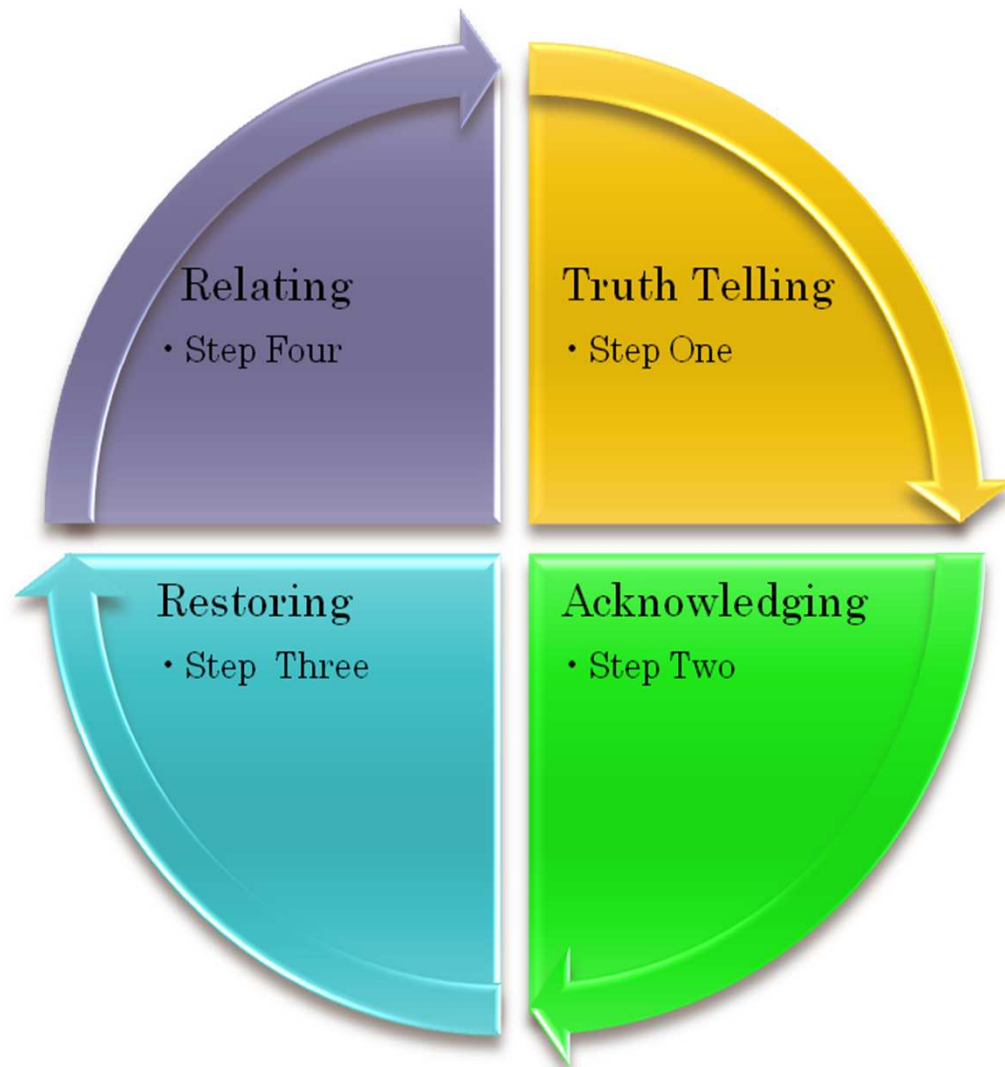 Relating
· Step Four
Truth Telling
· Step One
Restoring
· Step  Three
Acknowledging
· Step Two